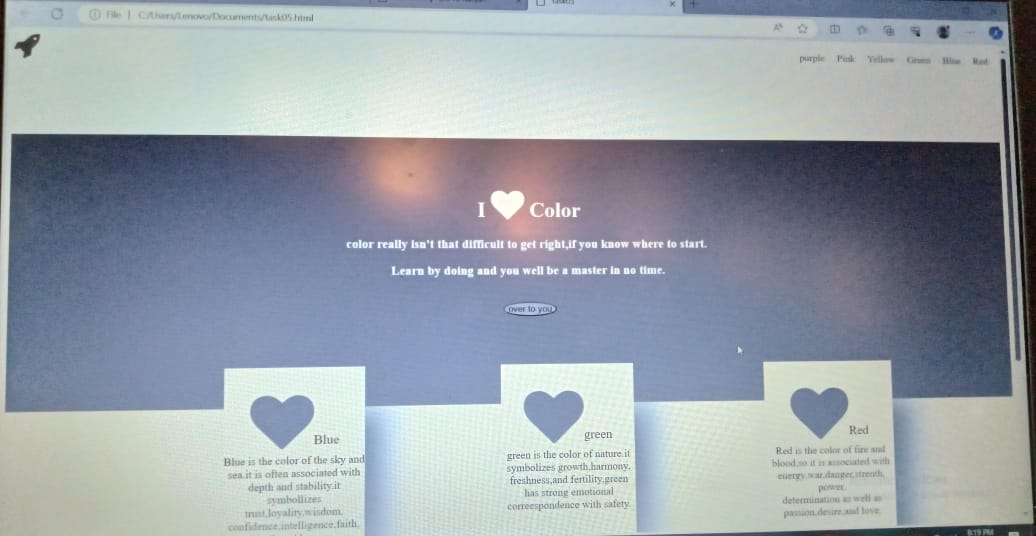 File | C:/Users/Lenovo/Documents/task05.html
purple Pink Yellow Green Blue Red
I Color
color really isn't that difficult to get right,if you know where to start.
Learn by doing and you well be a master in no time.
over to you
Blue
Blue is the color of the sky and
sea.it is often associated with
depth and stability.it
symbollizes
trust,loyality,wisdom,
confidence,intelligence,faith,
green
green is the color of nature.it
symbolizes growth,harmony,
freshness,and fertility.green
has strong emotional
correespondence with safety.
Red
Red is the color of fire and
blood,so it is associated with
energy,war,danger,strenth,
power,
determination as well as
passion,desire,and love.
8:19 PM